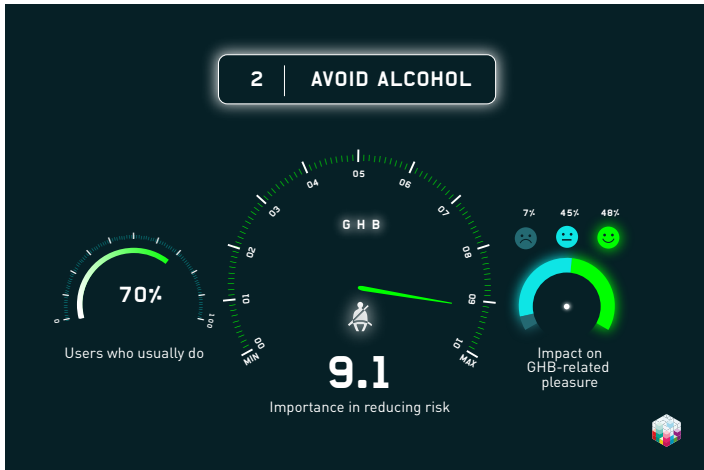 2 | AVOID ALCOHOL
05
04
06
03
07
GHB
7% 45% 48%
02
08
70%
01
09
0
100
00
10
MIN
MAX
Users who usually do
9.1
Importance in reducing risk
Impact on
GHB-related
pleasure